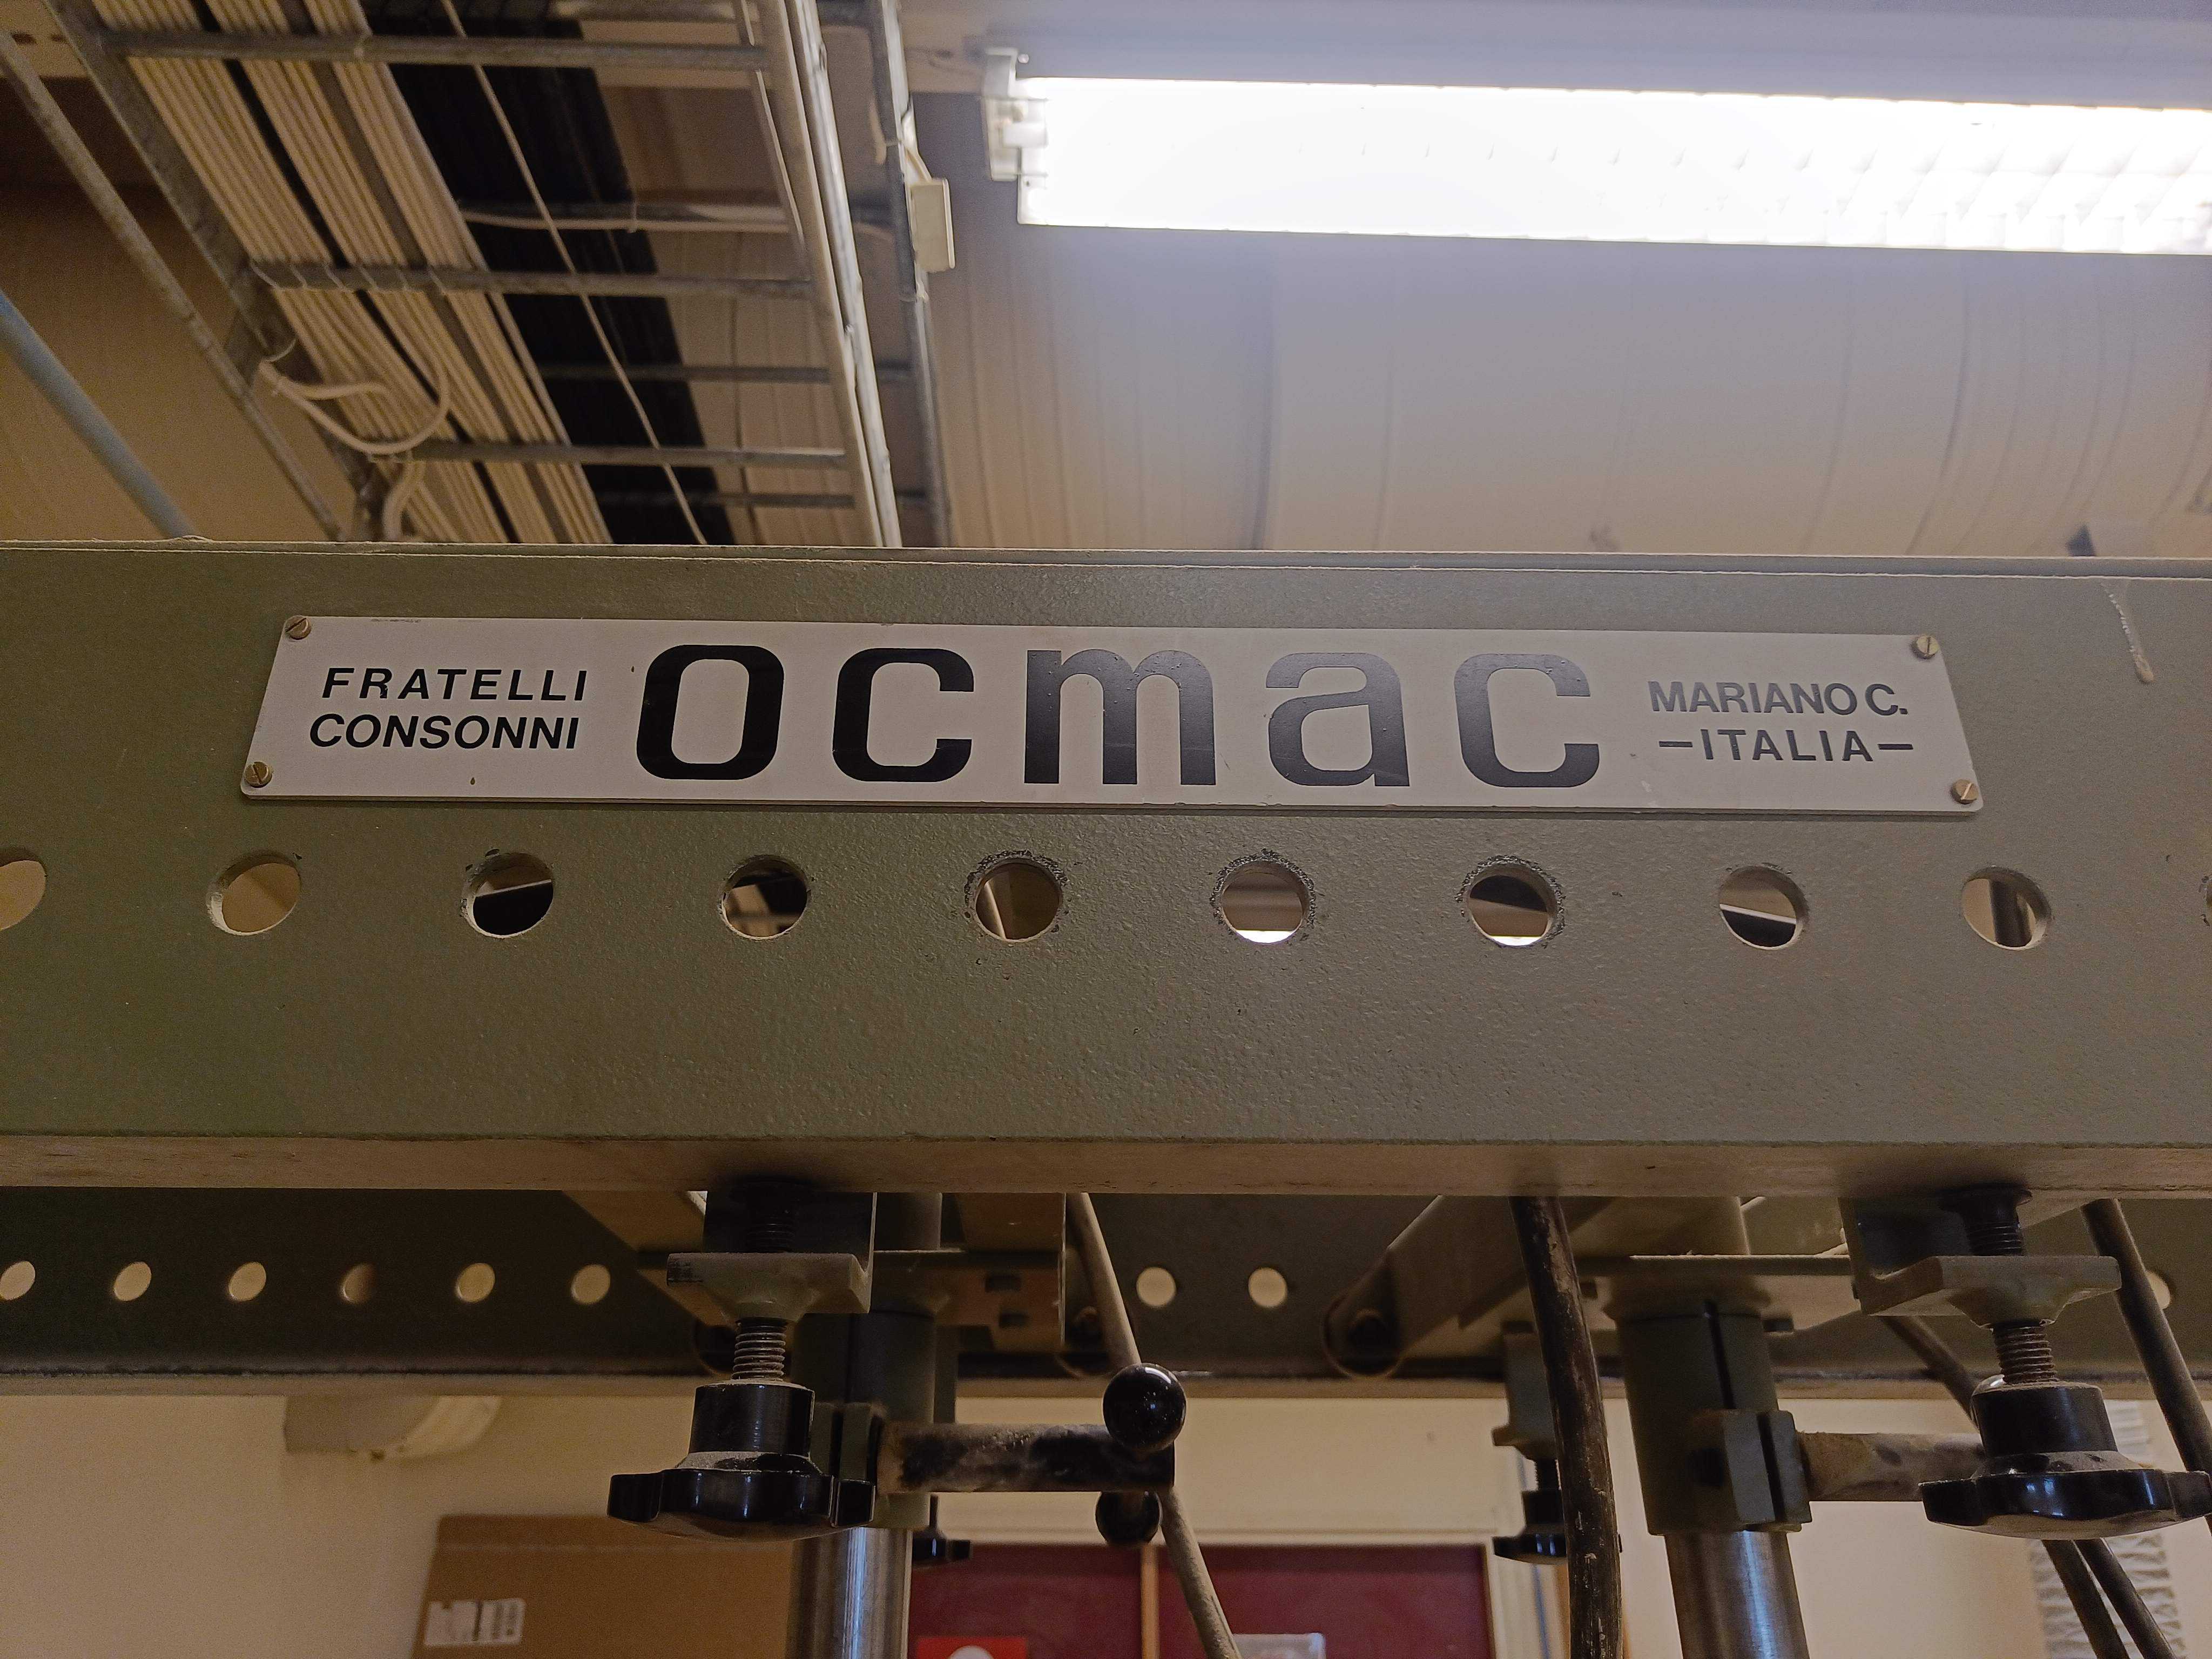 FRATELLI
CONSONNI
ocmac
MARIANO C.
—ITALIA—